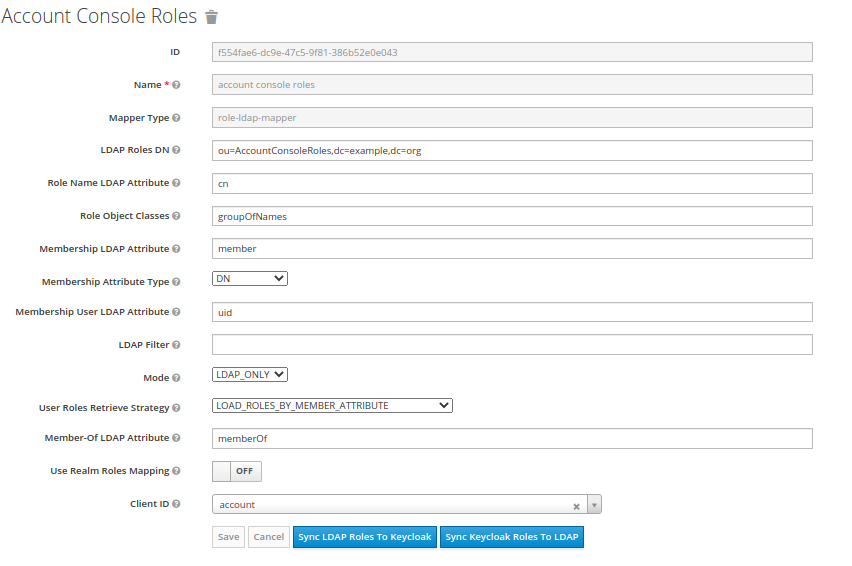 Account Console Roles
ID f554fae6-dc9e-47c5-9f81-386b52e0e043
Name * account console roles
Mapper Type role-ldap-mapper
LDAP Roles DN ou=AccountConsoleRoles,dc=example,dc=org
Role Name LDAP Attribute cn
Role Object Classes groupOfNames
Membership LDAP Attribute member
Membership Attribute Type DN
Membership User LDAP Attribute uid
LDAP Filter
Mode LDAP_ONLY
User Roles Retrieve Strategy LOAD_ROLES_BY_MEMBER_ATTRIBUTE
Member-Of LDAP Attribute memberOf
Use Realm Roles Mapping OFF
Client ID account
Save Cancel Sync LDAP Roles To Keycloak Sync Keycloak Roles To LDAP